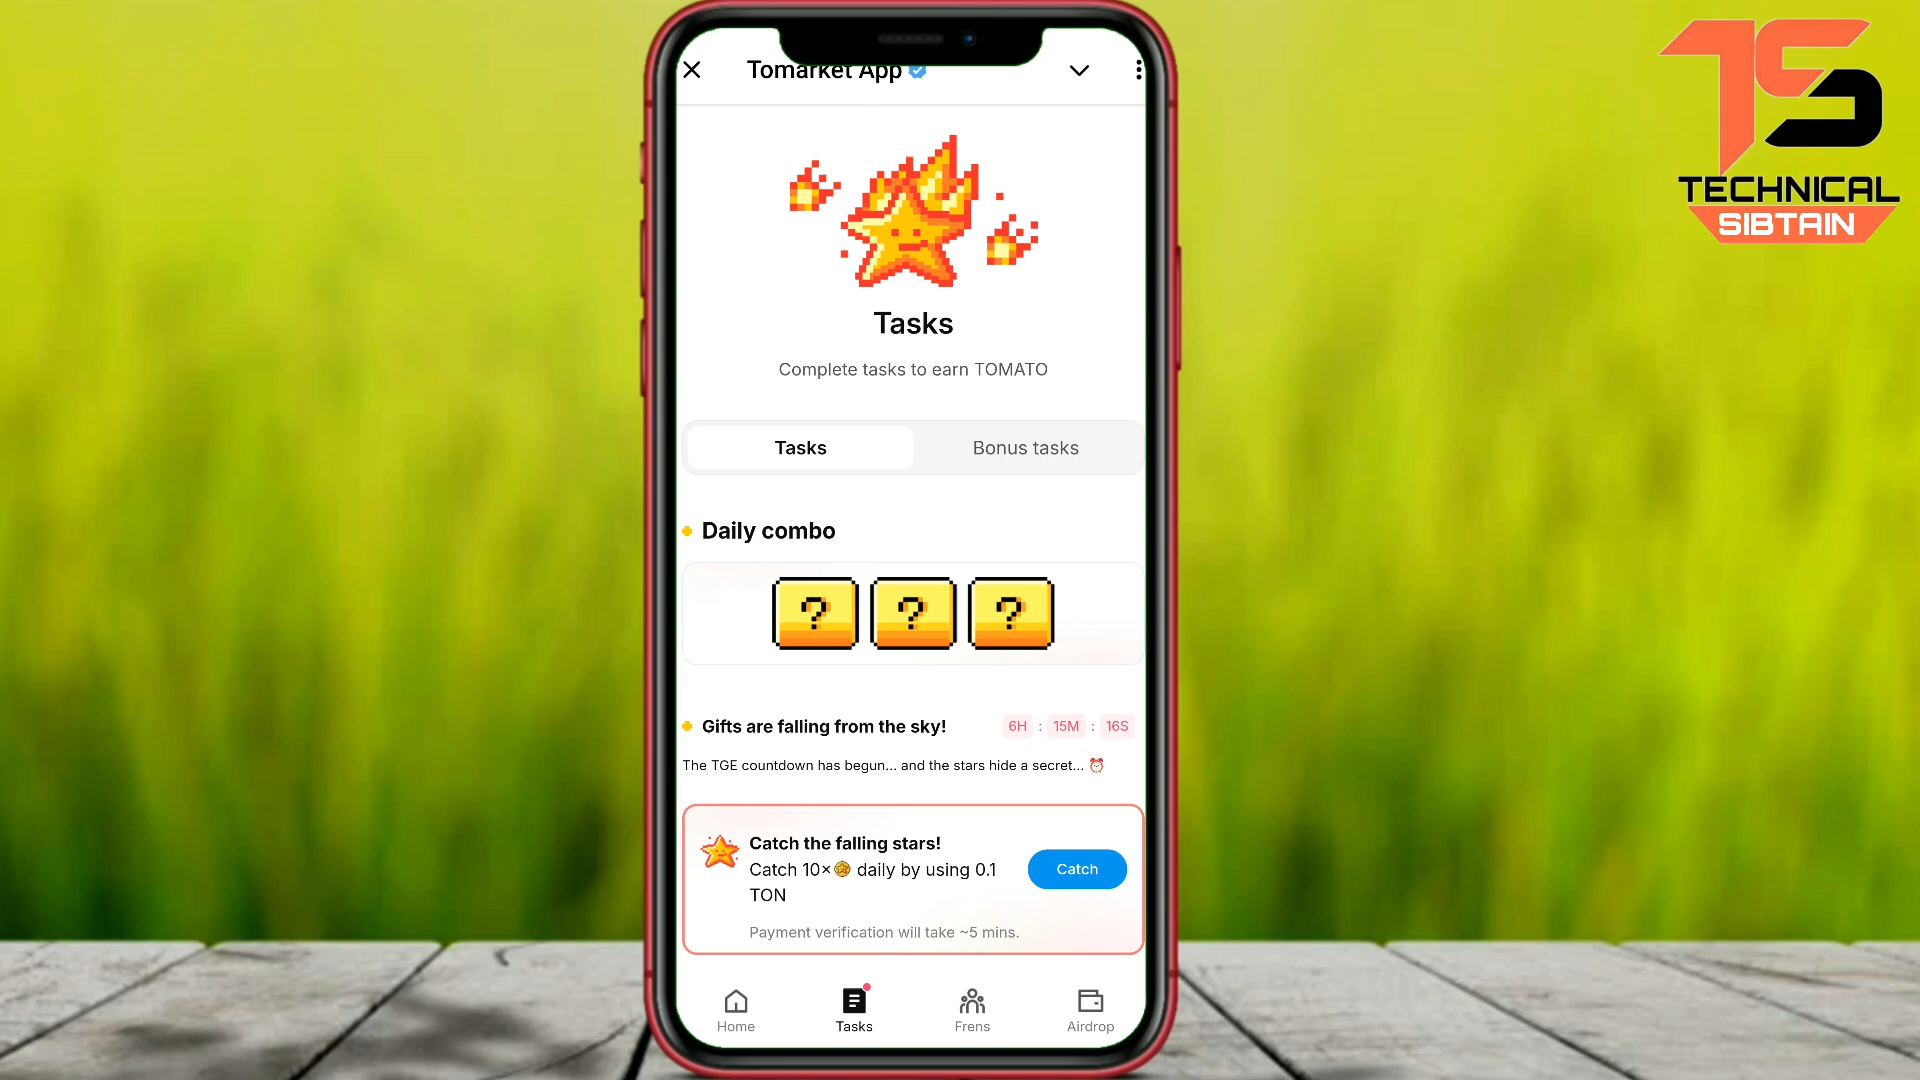 Tomarket App
Tasks
Complete tasks to earn TOMATO
Tasks
Bonus tasks
Daily combo
? ? ?
Gifts are falling from the sky!
6H : 15M : 16S
The TGE countdown has begun... and the stars hide a secret... ⏰
Catch the falling stars!
Catch 10× daily by using 0.1
TON
Catch
Payment verification will take ~5 mins.
Home
Tasks
Frens
Airdrop
TS
TECHNICAL
SIBTAIN